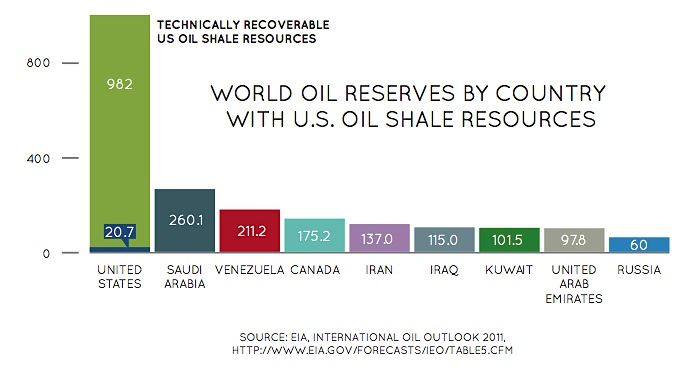 TECHNICALLY RECOVERABLE
US OIL SHALE RESOURCES
800
982
WORLD OIL RESERVES BY COUNTRY
WITH U.S. OIL SHALE RESOURCES
400
20.7
260.1
211.2
175.2
137.0
115.0
101.5
97.8
60
0
UNITED
STATES
SAUDI
ARABIA
VENEZUELA
CANADA
IRAN
IRAQ
KUWAIT
UNITED
ARAB
EMIRATES
RUSSIA
SOURCE: EIA, INTERNATIONAL OIL OUTLOOK 2011,
HTTP://WWW.EIA.GOV/FORECASTS/IEO/TABLE5.CFM